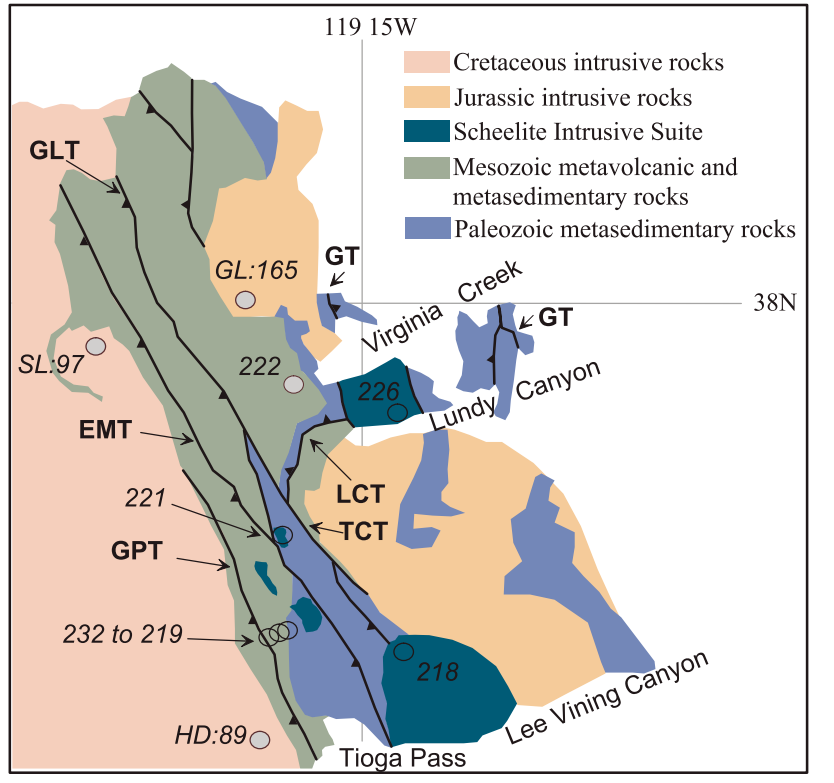 119 15W
Cretaceous intrusive rocks
Jurassic intrusive rocks
Scheelite Intrusive Suite
Mesozoic metavolcanic and
metasedimentary rocks
Paleozoic metasedimentary rocks
GLT
GT
GL:165
Virginia Creek
38N
GT
SL:97
222
226
Lundy Canyon
EMT
LCT
221
TCT
GPT
232 to 219
218
HD:89
Lee Vining Canyon
Tioga Pass